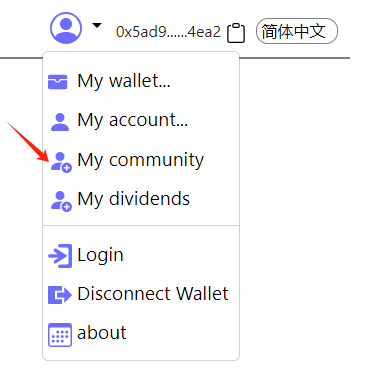 0x5ad9......4ea2 简体中文
My wallet...
My account...
My community
My dividends
Login
Disconnect Wallet
about